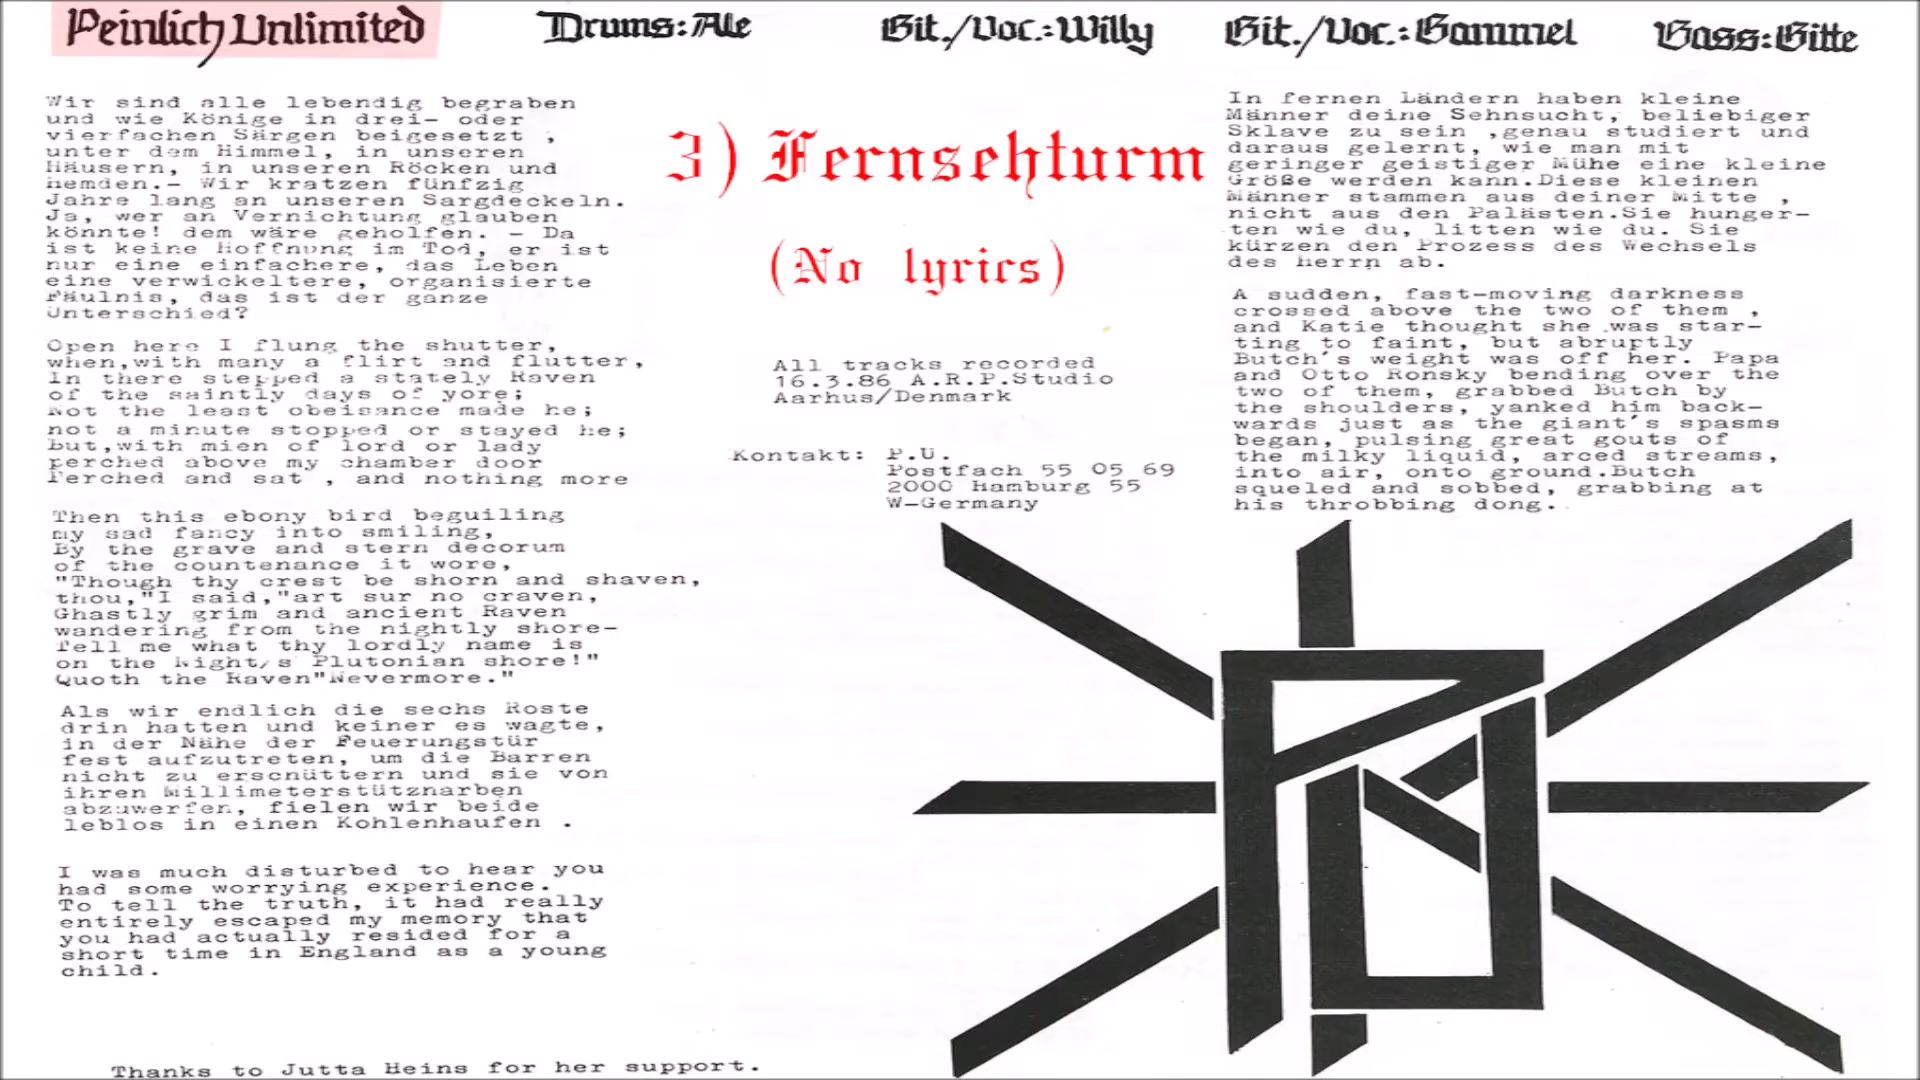 Peinlich Unlimited
Drums: Ale
Git./Voc.: Willy
Git./Voc.: Gammel
Bass: Gitte
Wir sind alle lebendig begraben
und wie Könige in drei- oder
vierfachen Särgen beigesetzt ,
unter dem Himmel, in unseren
Häusern, in unseren Röcken und
Hemden.- Wir kratzen fünfzig
Jahre lang an unseren Sargdeckeln.
Ja, wer an Vernichtung glauben
könnte! dem wäre geholfen. - Da
ist keine Hoffnung im Tod, er ist
nur eine einfachere, das Leben
eine verwickeltere, organisierte
Fäulnis, das ist der ganze
Unterschied?
Open here I flung the shutter,
when,with many a flirt and flutter,
In there stepped a stately Raven
of the saintly days of yore;
Not the least obeisance made he;
not a minute stopped or stayed he;
but,with mien of lord or lady
perched above my chamber door
Perched and sat , and nothing more
Then this ebony bird beguiling
my sad fancy into smiling,
By the grave and stern decorum
of the countenance it wore,
"Though thy crest be shorn and shaven,
thou,"I said,"art sur no craven,
Ghastly grim and ancient Raven
wandering from the nightly shore-
Tell me what thy lordly name is
on the Night's Plutonian shore!"
Quoth the Raven"Nevermore."
Als wir endlich die sechs Roste
drin hatten und keiner es wagte,
in der Nähe der Feuerungstür
fest aufzutreten, um die Barren
nicht zu erschüttern und sie von
ihren Millimeterstütznarben
abzuwerfen, fielen wir beide
leblos in einen Kohlenhaufen .
I was much disturbed to hear you
had some worrying experience.
To tell the truth, it had really
entirely escaped my memory that
you had actually resided for a
short time in England as a young
child.
Thanks to Jutta Heins for her support.
3) Fernsehturm
(No lyrics)
All tracks recorded
16.3.86 A.R.P.Studio
Aarhus/Denmark
Kontakt: P.U.
Postfach 55 05 69
2000 Hamburg 55
W-Germany
In fernen Ländern haben kleine
Männer deine Sehnsucht, beliebiger
Sklave zu sein ,genau studiert und
daraus gelernt, wie man mit
geringer geistiger Mühe eine kleine
Größe werden kann.Diese kleinen
Männer stammen aus deiner Mitte ,
nicht aus den Palästen.Sie hunger-
ten wie du, litten wie du. Sie
kürzen den Prozess des Wechsels
des Herrn ab.
A sudden, fast-moving darkness
crossed above the two of them ,
and Katie thought she was star-
ting to faint, but abruptly
Butch's weight was off her. Papa
and Otto Ronsky bending over the
two of them, grabbed Butch by
the shoulders, yanked him back-
wards just as the giant's spasms
began, pulsing great gouts of
the milky liquid, arced streams,
into air, onto ground.Butch
squeled and sobbed, grabbing at
his throbbing dong.
PU